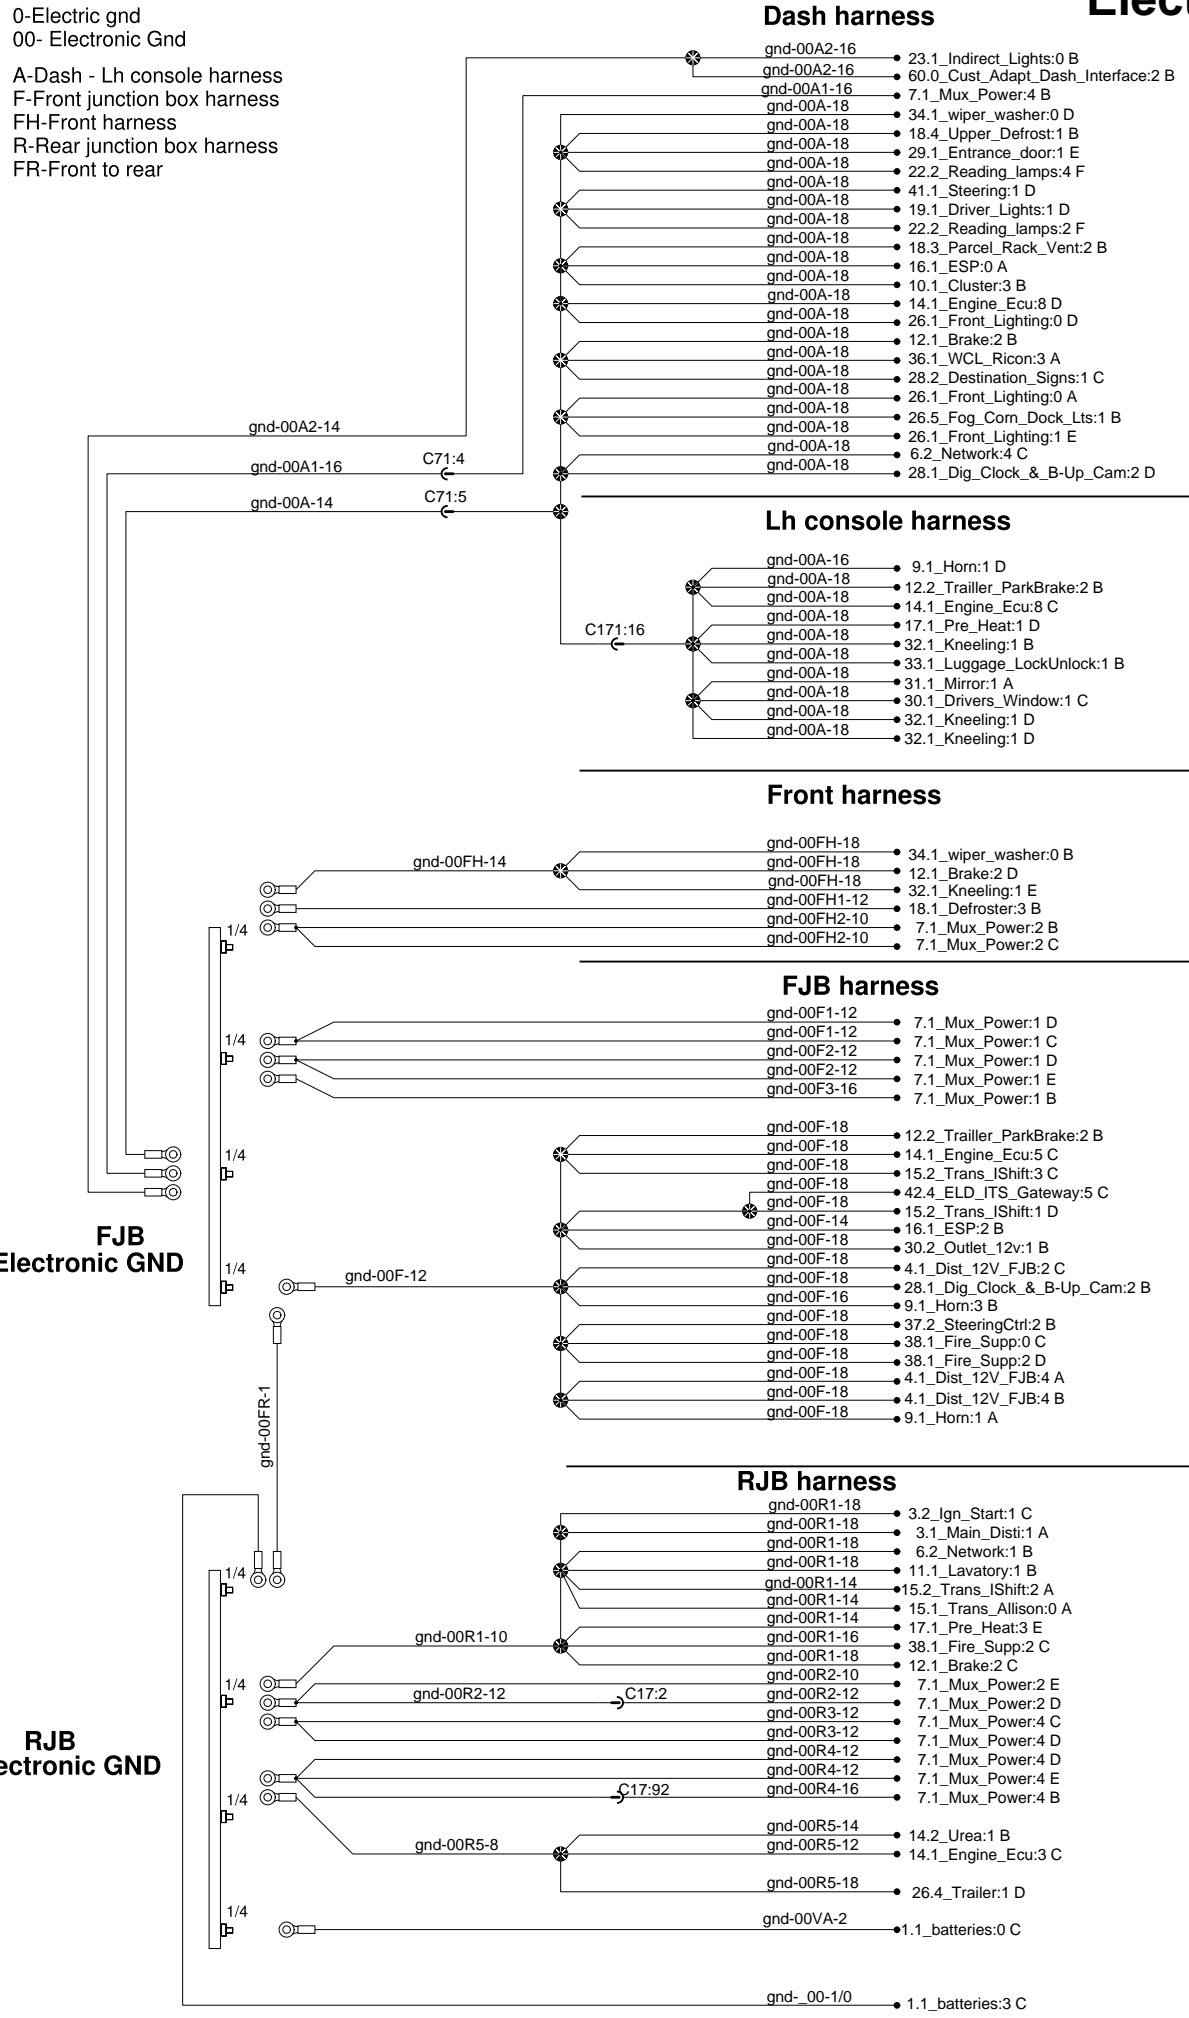 0-Electric gnd
00- Electronic Gnd
A-Dash - Lh console harness
F-Front junction box harness
FH-Front harness
R-Rear junction box harness
FR-Front to rear
Elect
Dash harness
gnd-00A2-16 23.1_Indirect_Lights:0 B
gnd-00A2-16 60.0_Cust_Adapt_Dash_Interface:2 B
gnd-00A1-16 7.1_Mux_Power:4 B
gnd-00A-18 34.1_wiper_washer:0 D
gnd-00A-18 18.4_Upper_Defrost:1 B
gnd-00A-18 29.1_Entrance_door:1 E
gnd-00A-18 22.2_Reading_lamps:4 F
gnd-00A-18 41.1_Steering:1 D
gnd-00A-18 19.1_Driver_Lights:1 D
gnd-00A-18 22.2_Reading_lamps:2 F
gnd-00A-18 18.3_Parcel_Rack_Vent:2 B
gnd-00A-18 16.1_ESP:0 A
gnd-00A-18 10.1_Cluster:3 B
gnd-00A-18 14.1_Engine_Ecu:8 D
gnd-00A-18 26.1_Front_Lighting:0 D
gnd-00A-18 12.1_Brake:2 B
gnd-00A-18 36.1_WCL_Ricon:3 A
gnd-00A-18 28.2_Destination_Signs:1 C
gnd-00A-18 26.1_Front_Lighting:0 A
gnd-00A-18 26.5_Fog_Corn_Dock_Lts:1 B
gnd-00A-18 26.1_Front_Lighting:1 E
gnd-00A-18 6.2_Network:4 C
gnd-00A-18 28.1_Dig_Clock_&_B-Up_Cam:2 D
gnd-00A2-14
gnd-00A1-16 C71:4
gnd-00A-14 C71:5
Lh console harness
gnd-00A-16 9.1_Horn:1 D
gnd-00A-18 12.2_Trailler_ParkBrake:2 B
gnd-00A-18 14.1_Engine_Ecu:8 C
gnd-00A-18 17.1_Pre_Heat:1 D
C171:16 gnd-00A-18 32.1_Kneeling:1 B
gnd-00A-18 33.1_Luggage_LockUnlock:1 B
gnd-00A-18 31.1_Mirror:1 A
gnd-00A-18 30.1_Drivers_Window:1 C
gnd-00A-18 32.1_Kneeling:1 D
gnd-00A-18 32.1_Kneeling:1 D
Front harness
gnd-00FH-18 34.1_wiper_washer:0 B
gnd-00FH-14 gnd-00FH-18 12.1_Brake:2 D
gnd-00FH-18 32.1_Kneeling:1 E
gnd-00FH1-12 18.1_Defroster:3 B
1/4 gnd-00FH2-10 7.1_Mux_Power:2 B
gnd-00FH2-10 7.1_Mux_Power:2 C
FJB harness
gnd-00F1-12 7.1_Mux_Power:1 D
1/4 gnd-00F1-12 7.1_Mux_Power:1 C
gnd-00F2-12 7.1_Mux_Power:1 D
gnd-00F2-12 7.1_Mux_Power:1 E
gnd-00F3-16 7.1_Mux_Power:1 B
gnd-00F-18 12.2_Trailler_ParkBrake:2 B
1/4 gnd-00F-18 14.1_Engine_Ecu:5 C
gnd-00F-18 15.2_Trans_IShift:3 C
gnd-00F-18 42.4_ELD_ITS_Gateway:5 C
gnd-00F-18 15.2_Trans_IShift:1 D
gnd-00F-14 16.1_ESP:2 B
gnd-00F-18 30.2_Outlet_12v:1 B
FJB
Electronic GND
1/4 gnd-00F-18 4.1_Dist_12V_FJB:2 C
gnd-00F-12 gnd-00F-18 28.1_Dig_Clock_&_B-Up_Cam:2 B
gnd-00F-16 9.1_Horn:3 B
gnd-00F-18 37.2_SteeringCtrl:2 B
gnd-00F-18 38.1_Fire_Supp:0 C
gnd-00F-18 38.1_Fire_Supp:2 D
gnd-00F-18 4.1_Dist_12V_FJB:4 A
gnd-00F-18 4.1_Dist_12V_FJB:4 B
gnd-00F-18 9.1_Horn:1 A
gnd-00FR-1
RJB harness
gnd-00R1-18 3.2_Ign_Start:1 C
gnd-00R1-18 3.1_Main_Disti:1 A
gnd-00R1-18 6.2_Network:1 B
1/4 gnd-00R1-18 11.1_Lavatory:1 B
gnd-00R1-14 15.2_Trans_IShift:2 A
gnd-00R1-14 15.1_Trans_Allison:0 A
gnd-00R1-14 17.1_Pre_Heat:3 E
gnd-00R1-10 gnd-00R1-16 38.1_Fire_Supp:2 C
gnd-00R1-18 12.1_Brake:2 C
1/4 gnd-00R2-10 7.1_Mux_Power:2 E
gnd-00R2-12 C17:2 gnd-00R2-12 7.1_Mux_Power:2 D
gnd-00R3-12 7.1_Mux_Power:4 C
gnd-00R3-12 7.1_Mux_Power:4 D
RJB
ectronic GND
gnd-00R4-12 7.1_Mux_Power:4 D
gnd-00R4-12 7.1_Mux_Power:4 E
1/4 C17:92 gnd-00R4-16 7.1_Mux_Power:4 B
gnd-00R5-14 14.2_Urea:1 B
gnd-00R5-8 gnd-00R5-12 14.1_Engine_Ecu:3 C
gnd-00R5-18 26.4_Trailer:1 D
1/4 gnd-00VA-2 1.1_batteries:0 C
gnd-_00-1/0 1.1_batteries:3 C